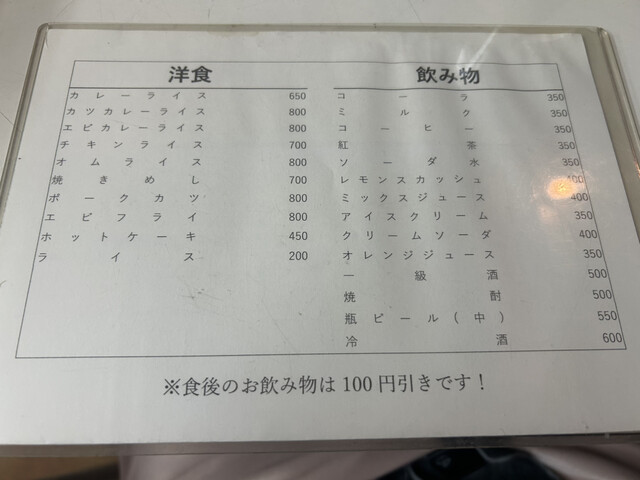 洋食
カレーライス 650
カツカレーライス 800
エビカレーライス 800
チキンライス 700
オムライス 800
焼きめし 700
ポークカツ 800
エビフライ 800
ホットケーキ 450
ライス 200
飲み物
コーラ 350
ミルク 350
コーヒー 350
紅茶 350
ソーダ水 350
レモンスカッシュ 400
ミックスジュース 400
アイスクリーム 350
クリームソーダ 400
オレンジジュース 350
一級酒 500
焼酎 500
瓶ビール(中) 550
冷酒 600
※食後のお飲み物は100円引きです!